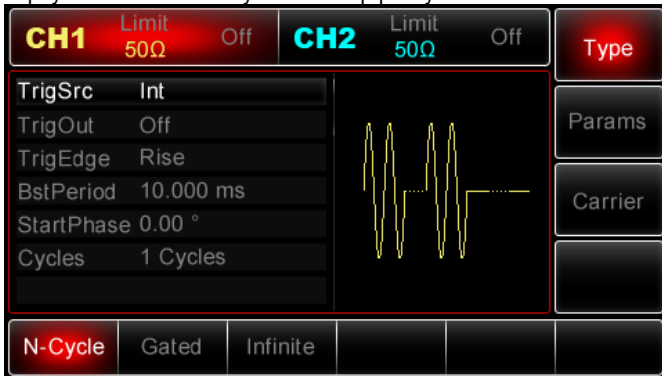 CH1 Limit 50Ω Off CH2 Limit 50Ω Off Type
TrigSrc Int
TrigOut Off
TrigEdge Rise
BstPeriod 10.000 ms
StartPhase 0.00 °
Cycles 1 Cycles
Params
Carrier
N-Cycle Gated Infinite